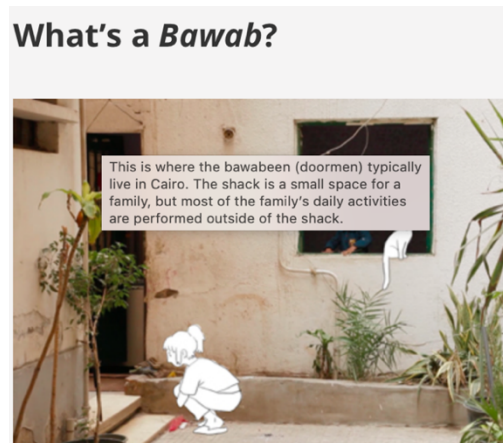 What’s a Bawab?
This is where the bawabeen (doormen) typically
live in Cairo. The shack is a small space for a
family, but most of the family’s daily activities
are performed outside of the shack.